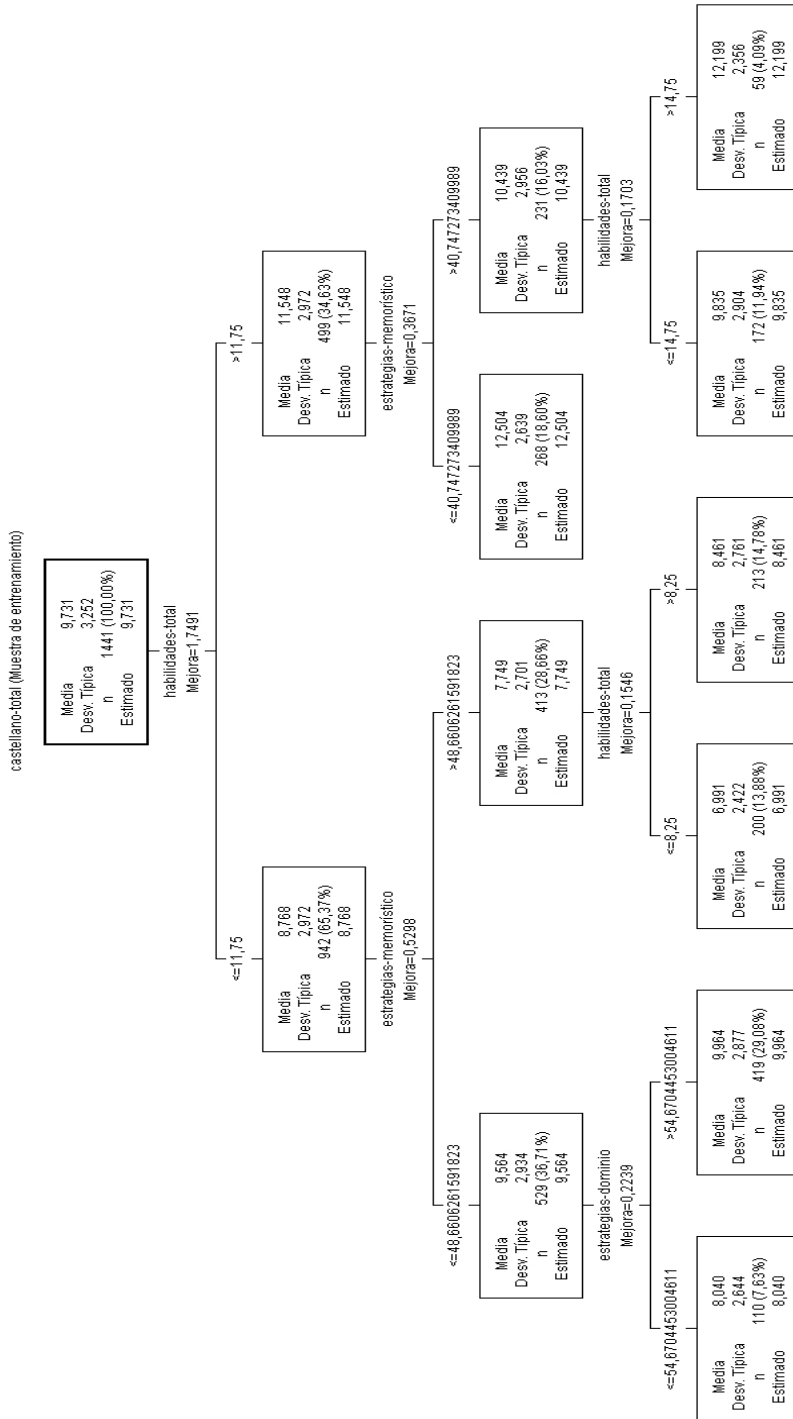 castellano-total (Muestra de entrenamiento)
Media 9,731
Desv. Típica 3,252
n 1441 (100,00%)
Estimado 9,731
habilidades-total
Mejora=1,7491
<=11,75
>11,75
Media 8,768
Desv. Típica 2,972
n 942 (65,37%)
Estimado 8,768
estrategias-memorístico
Mejora=0,5298
Media 11,548
Desv. Típica 2,972
n 499 (34,63%)
Estimado 11,548
estrategias-memorístico
Mejora=0,3671
<=48,6606261591823
>48,6606261591823
<=40,747273409989
>40,747273409989
Media 9,564
Desv. Típica 2,934
n 529 (36,71%)
Estimado 9,564
estrategias-dominio
Mejora=0,2239
Media 7,749
Desv. Típica 2,701
n 413 (28,66%)
Estimado 7,749
habilidades-total
Mejora=0,1546
Media 12,504
Desv. Típica 2,639
n 268 (18,60%)
Estimado 12,504
Media 10,439
Desv. Típica 2,956
n 231 (16,03%)
Estimado 10,439
habilidades-total
Mejora=0,1703
<=54,6704453004611
>54,6704453004611
<=8,25
>8,25
<=14,75
>14,75
Media 8,040
Desv. Típica 2,644
n 110 (7,63%)
Estimado 8,040
Media 9,964
Desv. Típica 2,877
n 419 (29,08%)
Estimado 9,964
Media 6,991
Desv. Típica 2,422
n 200 (13,88%)
Estimado 6,991
Media 8,461
Desv. Típica 2,761
n 213 (14,78%)
Estimado 8,461
Media 9,835
Desv. Típica 2,904
n 172 (11,94%)
Estimado 9,835
Media 12,199
Desv. Típica 2,356
n 59 (4,09%)
Estimado 12,199